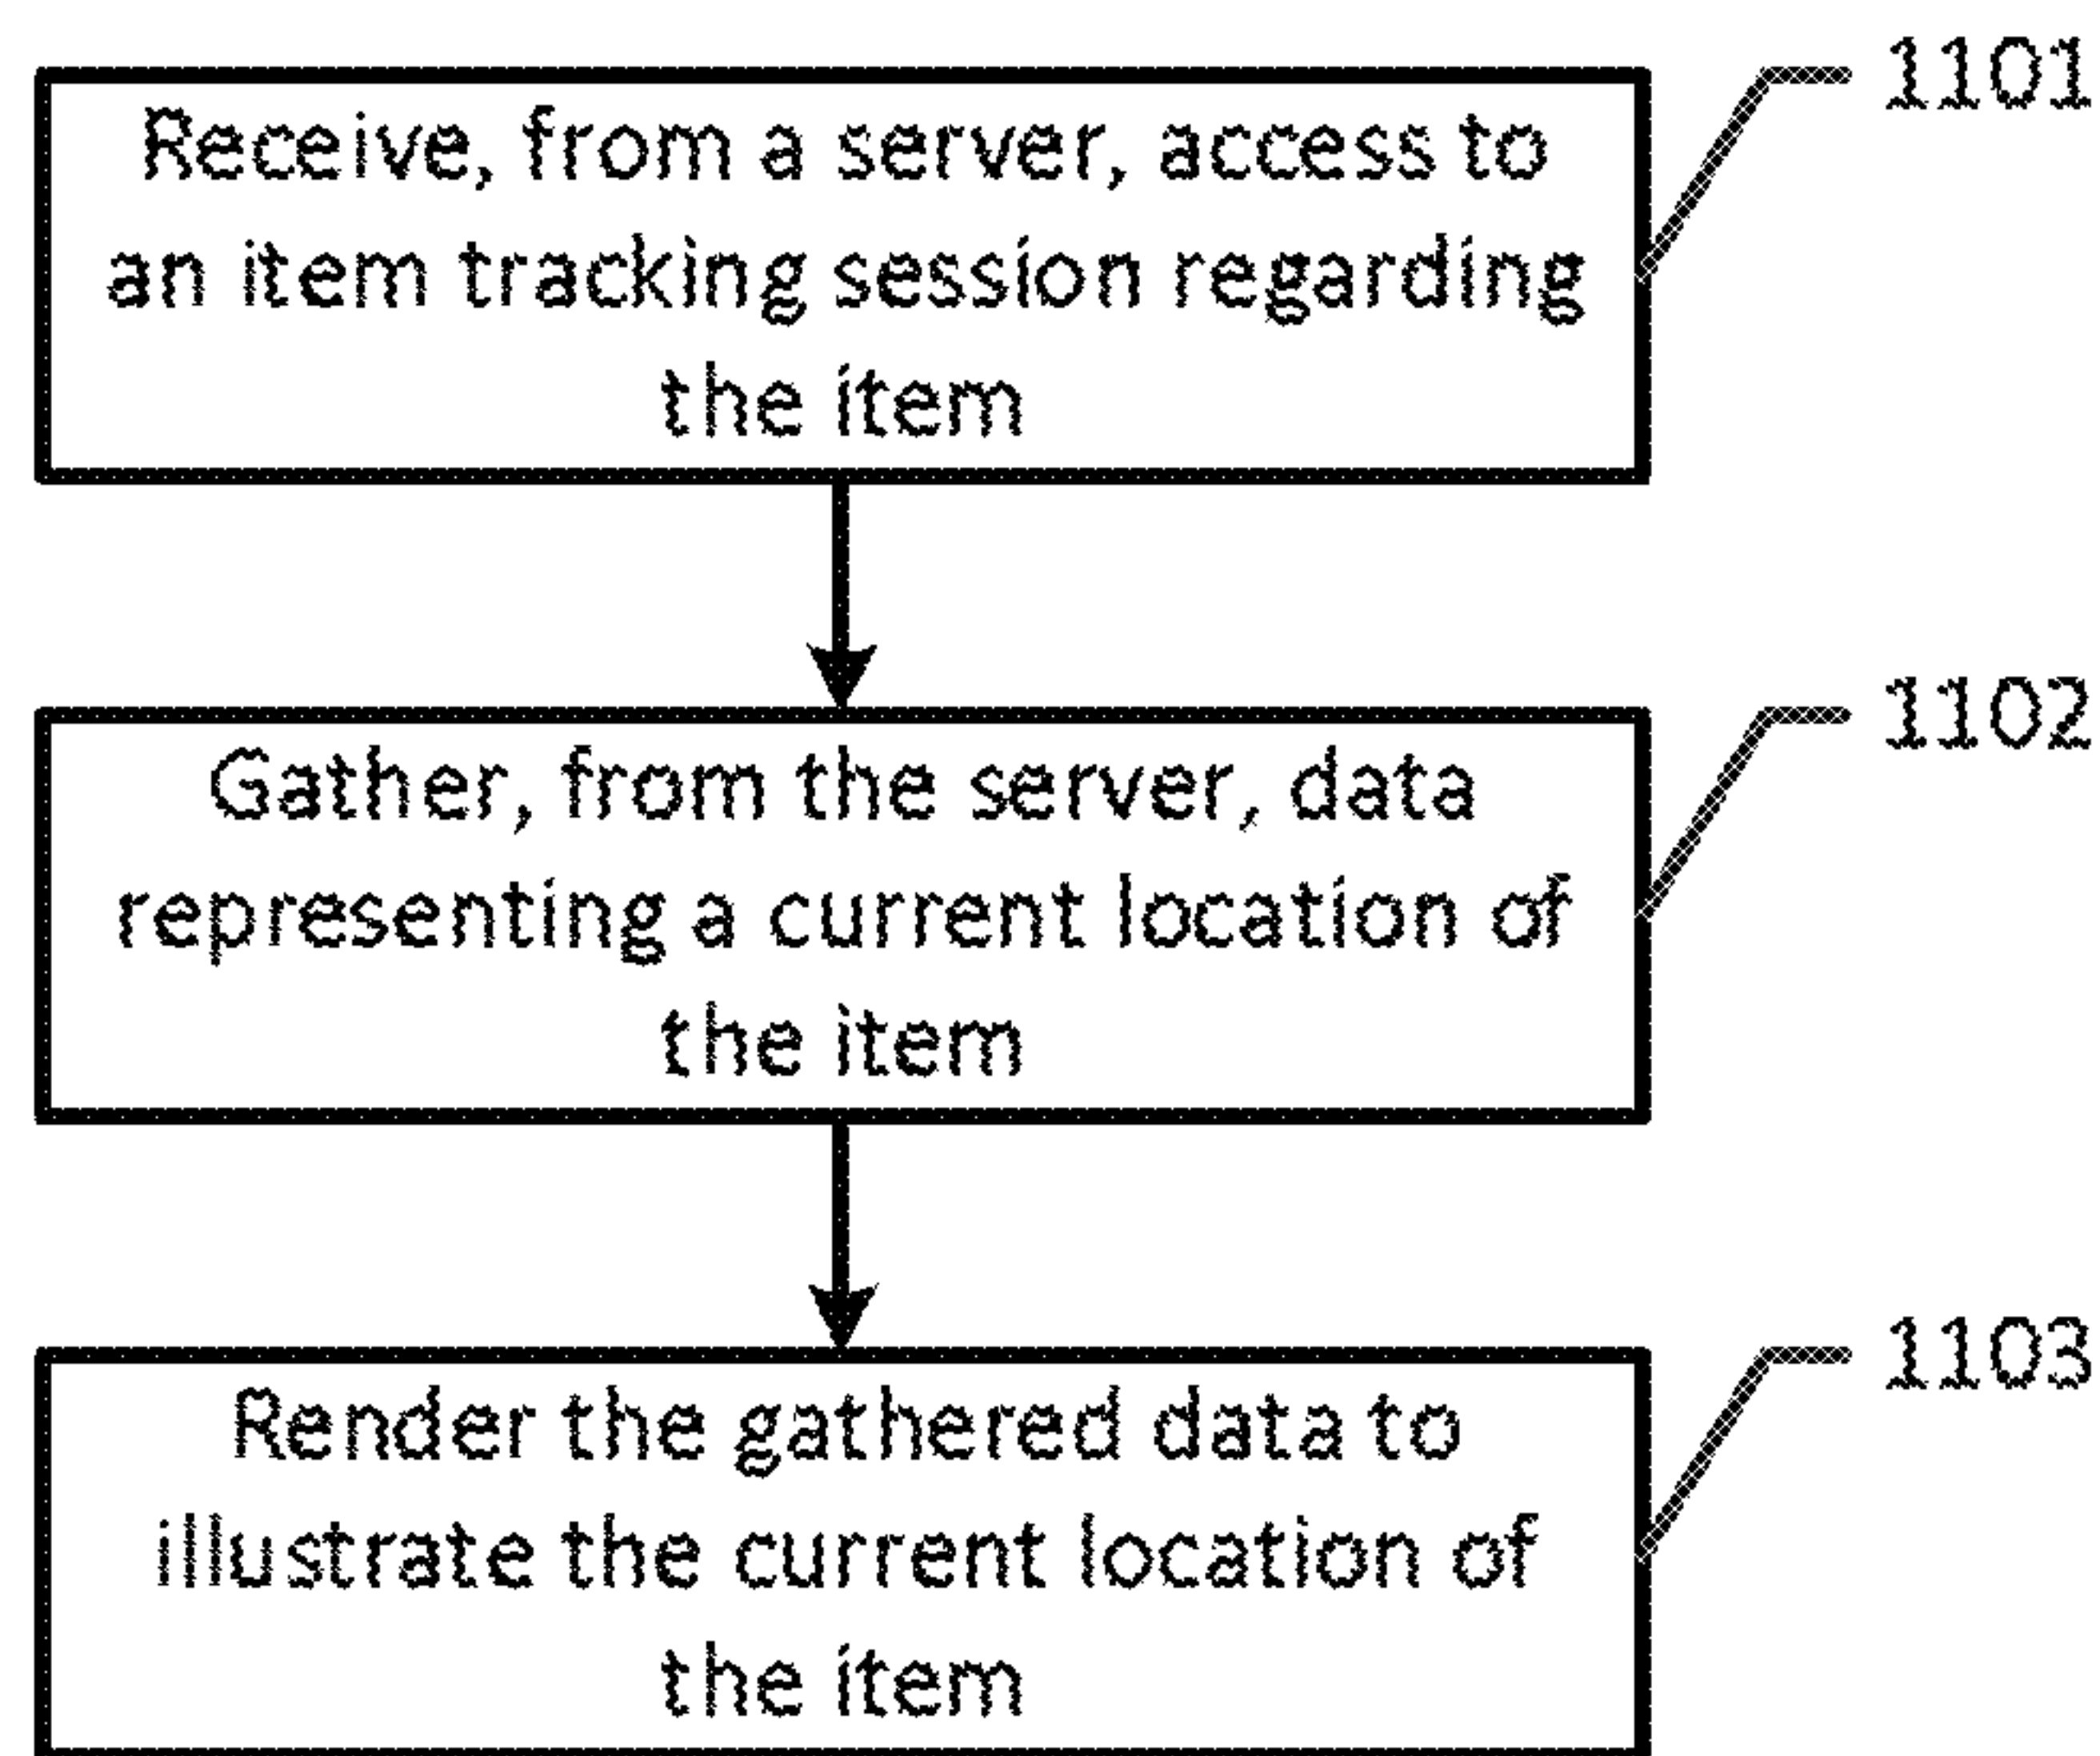 1101
Receive, from a server, access to
an item tracking session regarding
the item
1102
Gather, from the server, data
representing a current location of
the item
1103
Render the gathered data to
illustrate the current location of
the item